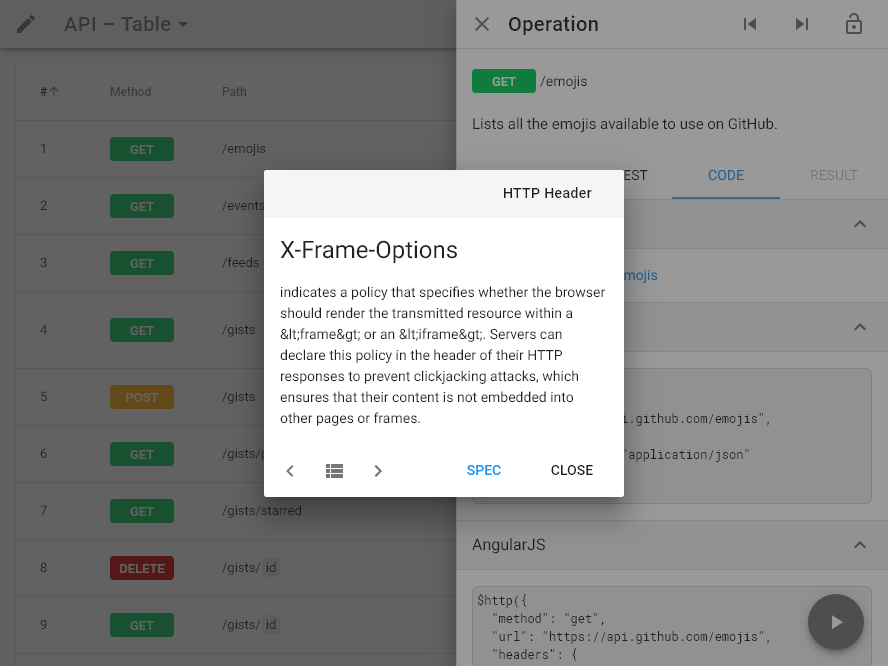 API – Table
# Method Path
1 GET /emojis
2 GET /events
3 GET /feeds
4 GET /gists
5 POST /gists
6 GET /gists/
7 GET /gists/starred
8 DELETE /gists/ id
9 GET /gists/ id
Operation
GET /emojis
Lists all the emojis available to use on GitHub.
EST CODE RESULT
mojis
i.github.com/emojis",
"application/json"
AngularJS
$http({
"method": "get",
"url": "https://api.github.com/emojis",
"headers": {
HTTP Header
X-Frame-Options
indicates a policy that specifies whether the browser
should render the transmitted resource within a
&lt;frame&gt; or an &lt;iframe&gt;. Servers can
declare this policy in the header of their HTTP
responses to prevent clickjacking attacks, which
ensures that their content is not embedded into
other pages or frames.
SPEC CLOSE